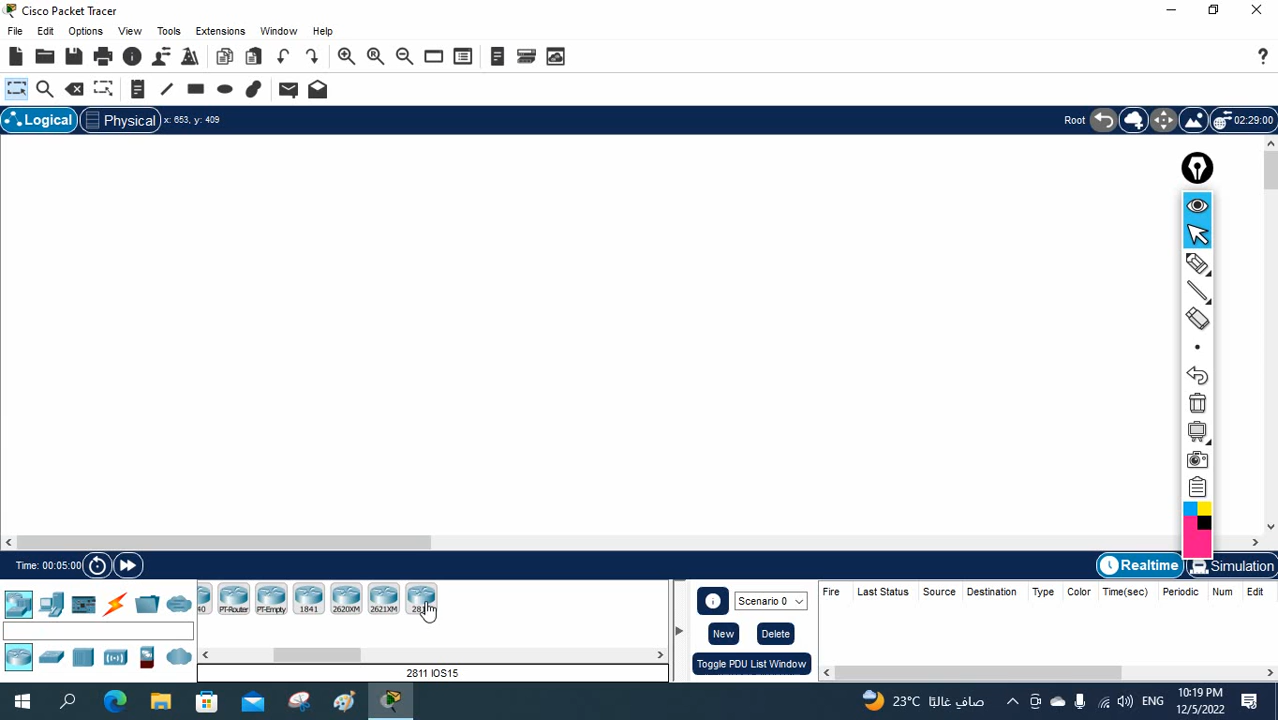 Cisco Packet Tracer
File Edit Options View Tools Extensions Window Help
Logical Physical x: 653, y: 409 Root 02:29:00
Time: 00:05:00 Realtime Simulation
40 PT-Router PT-Empty 1841 2620XM 2621XM
2811 IOS15
Scenario 0
New Delete
Toggle PDU List Window
Fire Last Status Source Destination Type Color Time(sec) Periodic Num Edit
23°C صافٍ غالبًا ENG 10:19 PM
12/5/2022